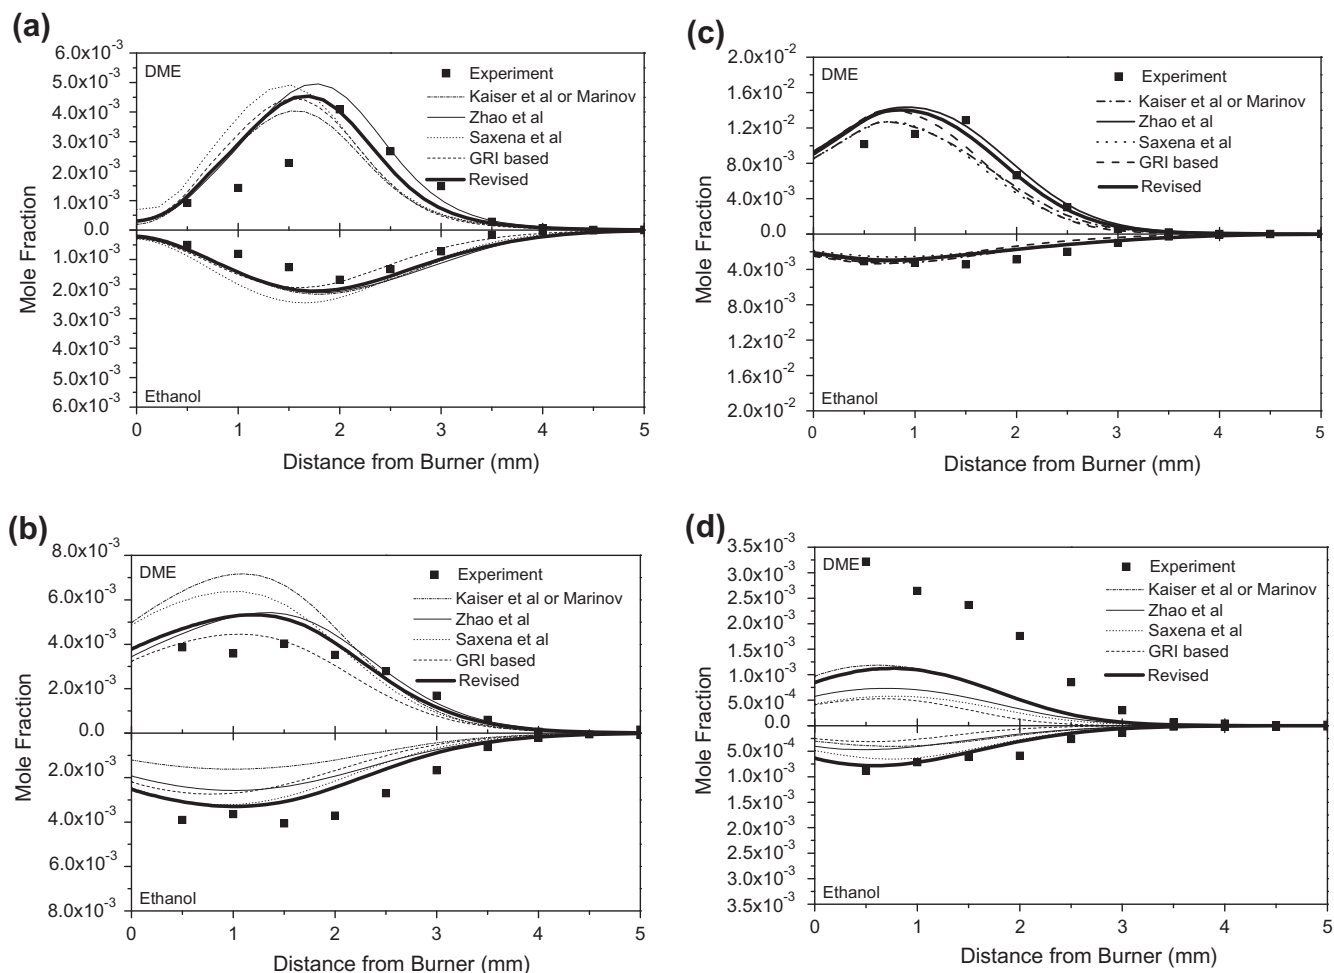 (a)
6.0x10-3
5.0x10-3
4.0x10-3
3.0x10-3
2.0x10-3
1.0x10-3
0.0
1.0x10-3
2.0x10-3
3.0x10-3
4.0x10-3
5.0x10-3
6.0x10-3
Mole Fraction
DME
Experiment
Kaiser et al or Marinov
Zhao et al
Saxena et al
GRI based
Revised
Ethanol
0 1 2 3 4 5
Distance from Burner (mm)
(c)
2.0x10-2
1.6x10-2
1.2x10-2
8.0x10-3
4.0x10-3
0.0
4.0x10-3
8.0x10-3
1.2x10-2
1.6x10-2
2.0x10-2
Mole Fraction
DME
Experiment
Kaiser et al or Marinov
Zhao et al
Saxena et al
GRI based
Revised
Ethanol
0 1 2 3 4 5
Distance from Burner (mm)
(b)
8.0x10-3
6.0x10-3
4.0x10-3
2.0x10-3
0.0
2.0x10-3
4.0x10-3
6.0x10-3
8.0x10-3
Mole Fraction
DME
Experiment
Kaiser et al or Marinov
Zhao et al
Saxena et al
GRI based
Revised
Ethanol
0 1 2 3 4 5
Distance from Burner (mm)
(d)
3.5x10-3
3.0x10-3
2.5x10-3
2.0x10-3
1.5x10-3
1.0x10-3
5.0x10-4
0.0
5.0x10-4
1.0x10-3
1.5x10-3
2.0x10-3
2.5x10-3
3.0x10-3
3.5x10-3
Mole Fraction
DME
Experiment
Kaiser et al or Marinov
Zhao et al
Saxena et al
GRI based
Revised
Ethanol
0 1 2 3 4 5
Distance from Burner (mm)